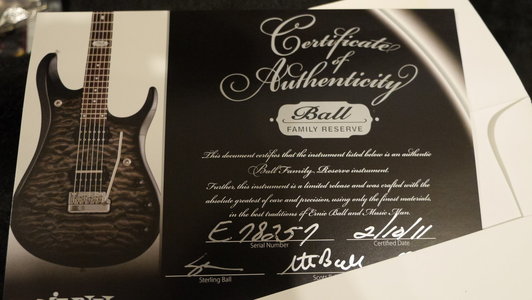 Certificate
of
Authenticity
Ball
FAMILY RESERVE
This document certifies that the instrument listed below is an authentic
Ball Family Reserve instrument.
Further, this instrument is a limited release and was crafted with the
absolute greatest of care and precision, using only the finest materials,
in the best traditions of Ernie Ball and Music Man.
E78257 2/10/11
Serial Number Certified Date
Sterling Ball